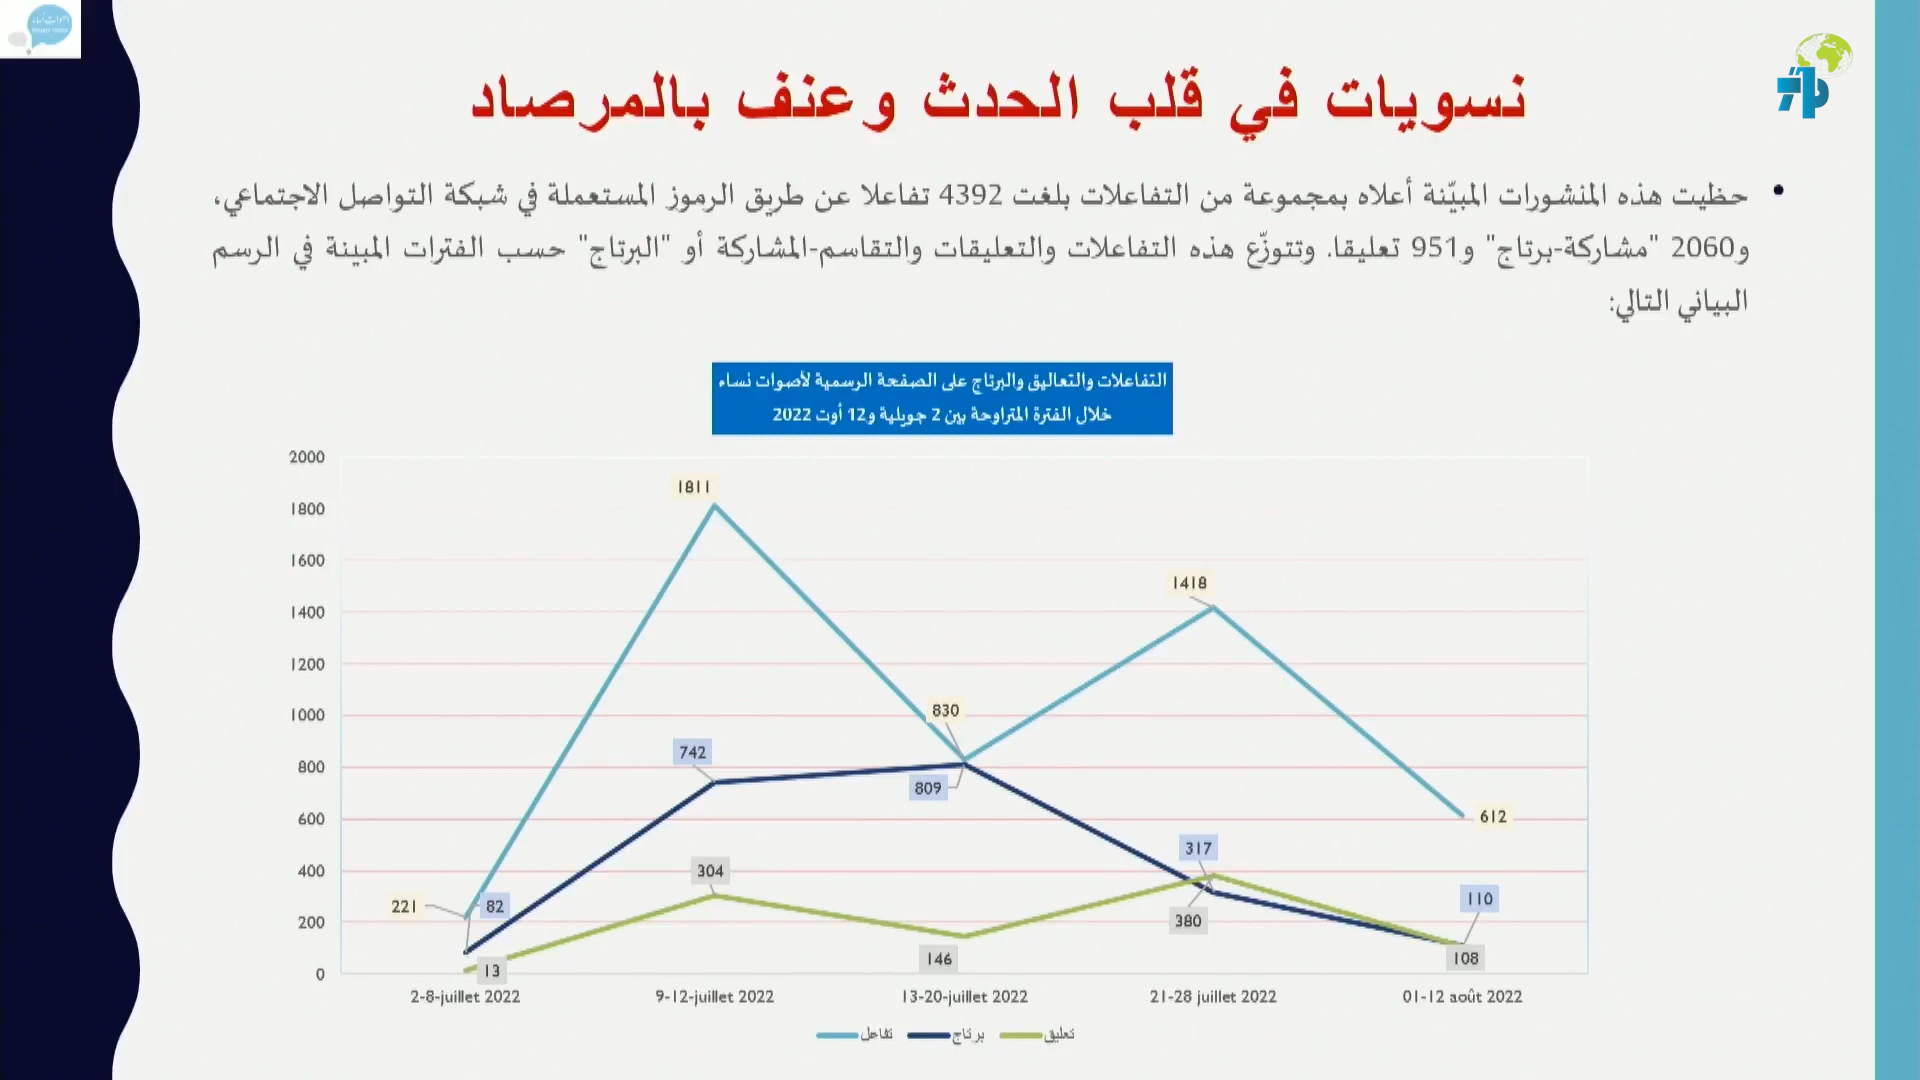 أصوات نساء
نسويات في قلب الحدث وعنف بالمرصاد
• حظيت هذه المنشورات المبيّنة أعلاه بمجموعة من التفاعلات بلغت 4392 تفاعلا عن طريق الرموز المستعملة في شبكة التواصل الاجتماعي،
و2060 "مشاركة-برتاج" و951 تعليقا. وتتوزّع هذه التفاعلات والتعليقات والتقاسم-المشاركة أو "البرتاج" حسب الفترات المبينة في الرسم
البياني التالي:
التفاعلات والتعاليق والبرتاج على الصفحة الرسمية لأصوات نساء
خلال الفترة المتراوحة بين 2 جويلية و12 أوت 2022
2000
1811
1800
1600
1418
1400
1200
1000
830
800
742
809
600
612
400
304
317
200
221
82
380
110
0
13
146
108
2-8-juillet 2022
9-12-juillet 2022
13-20-juillet 2022
21-28 juillet 2022
01-12 août 2022
تفاعل
برتاج
تعليق